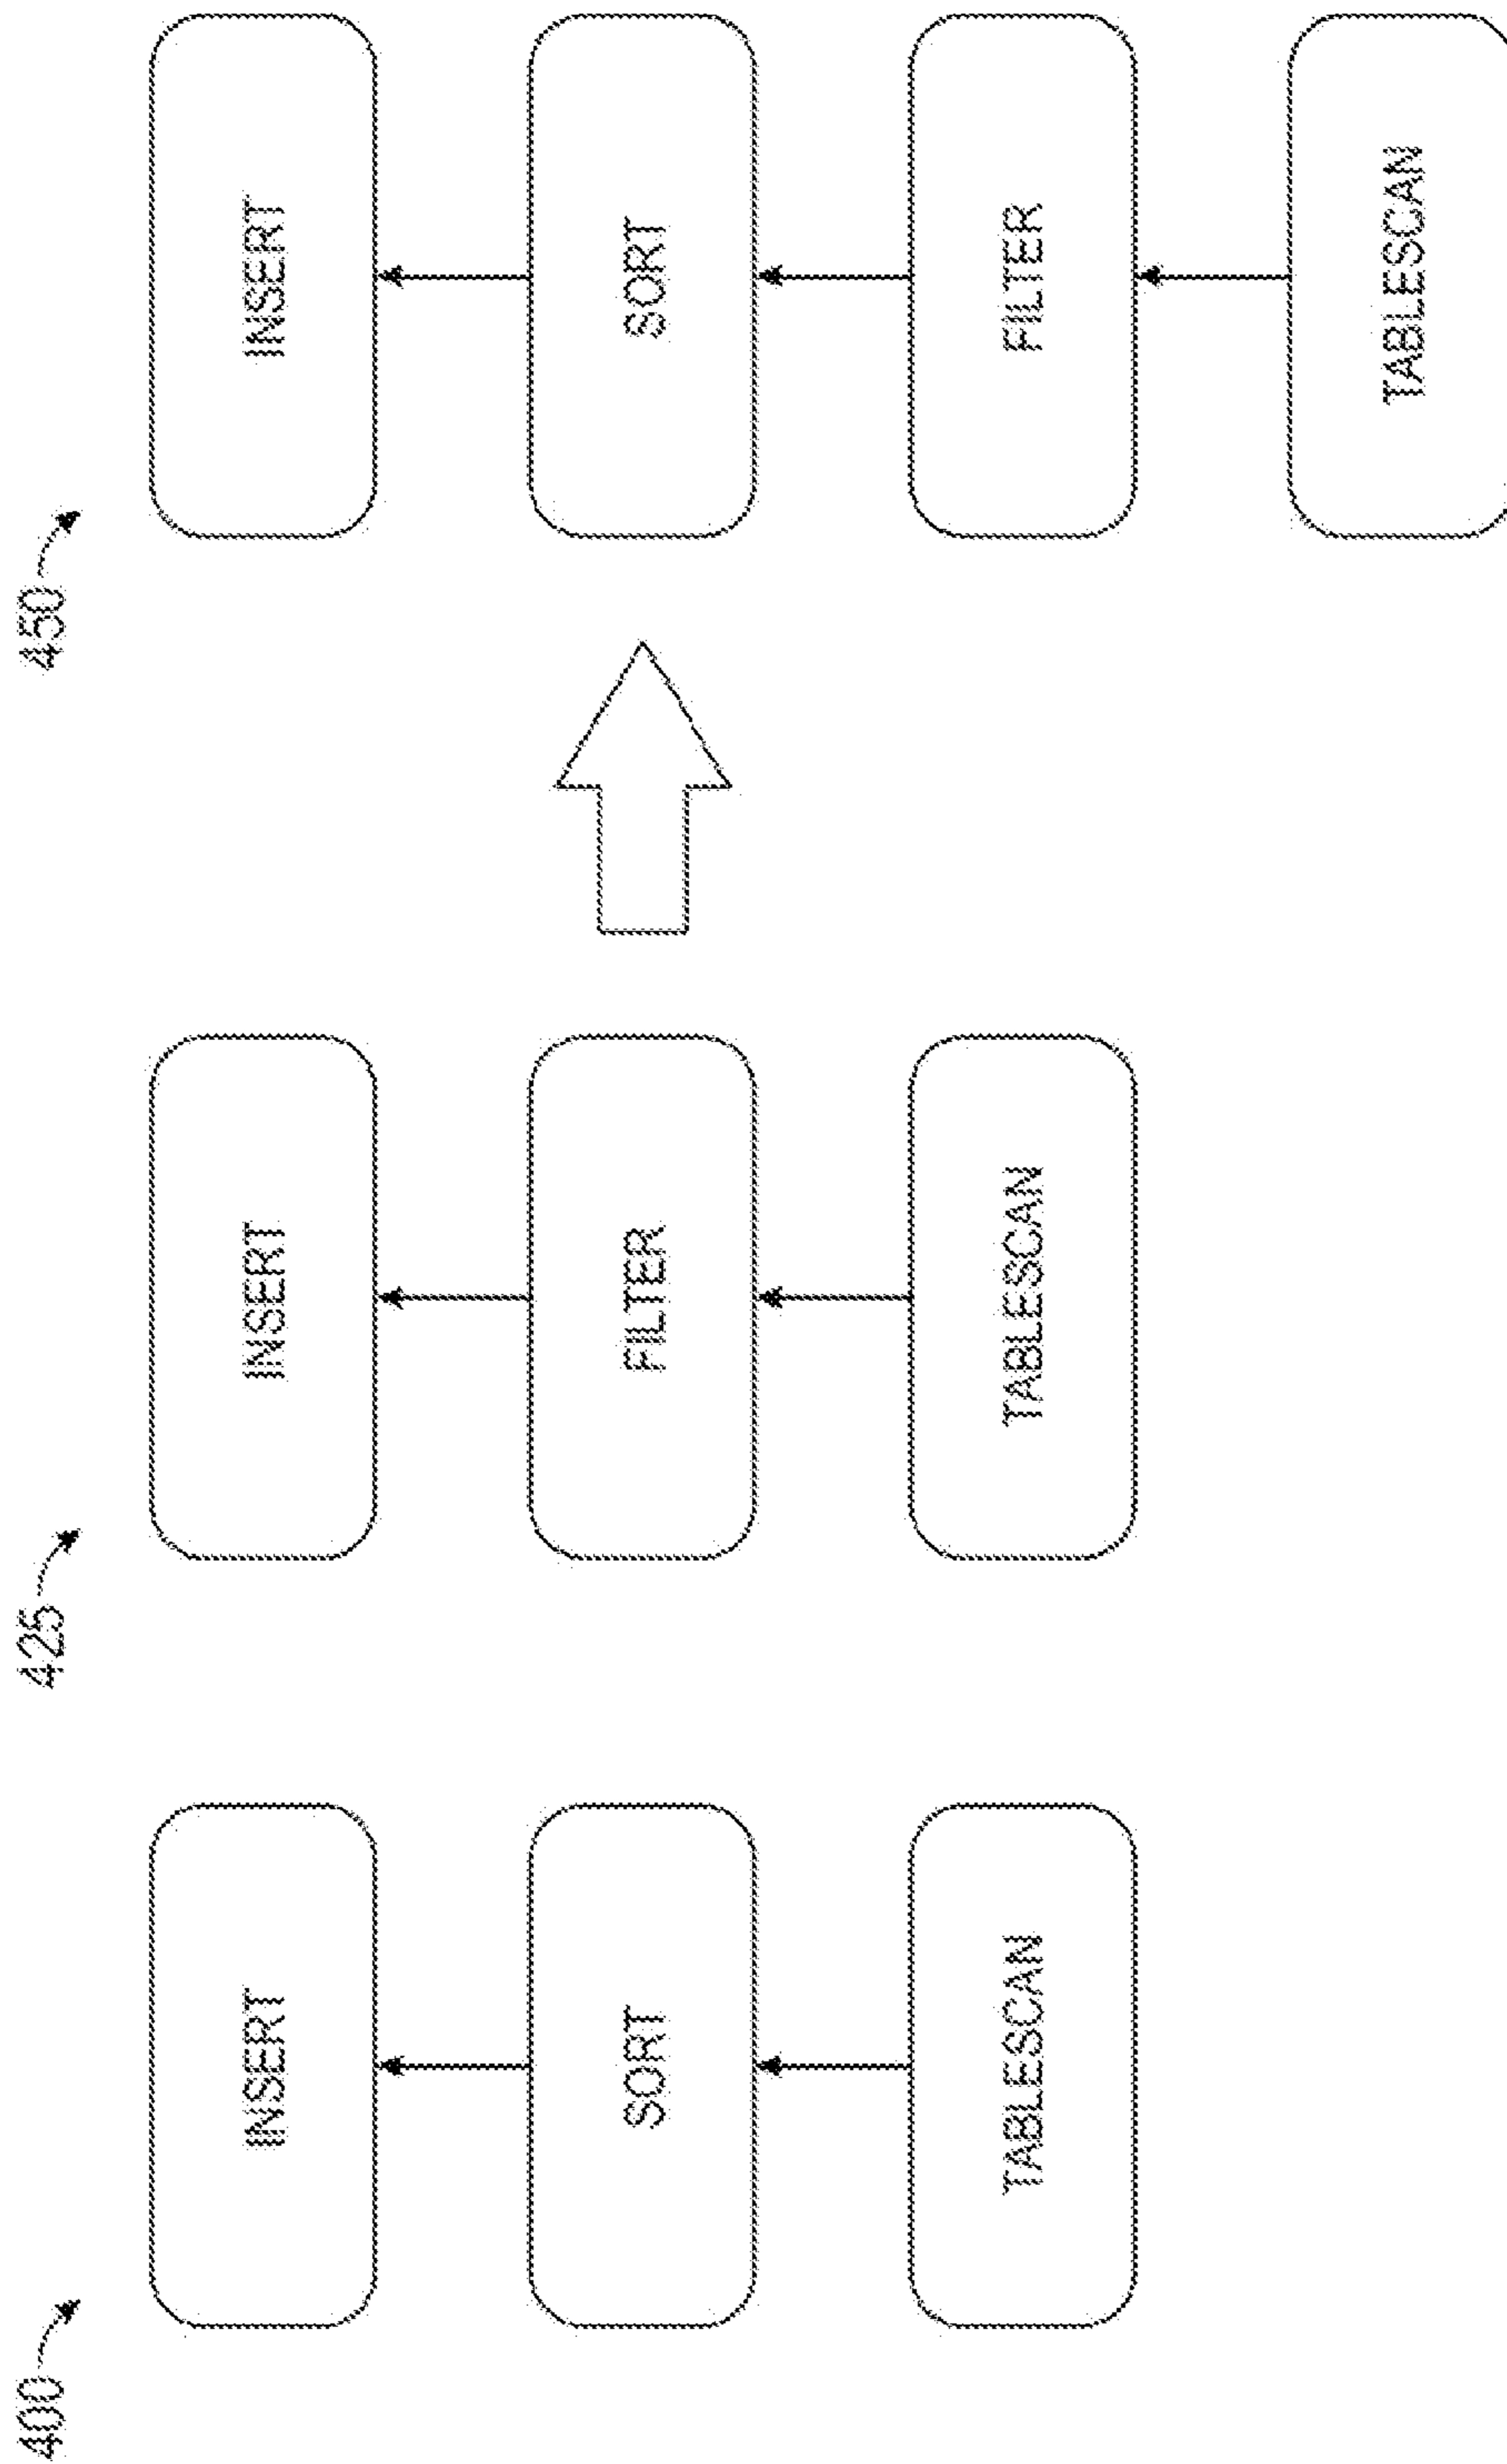 400
INSERT
SORT
TABLESCAN
425
INSERT
FILTER
TABLESCAN
450
INSERT
SORT
FILTER
TABLESCAN